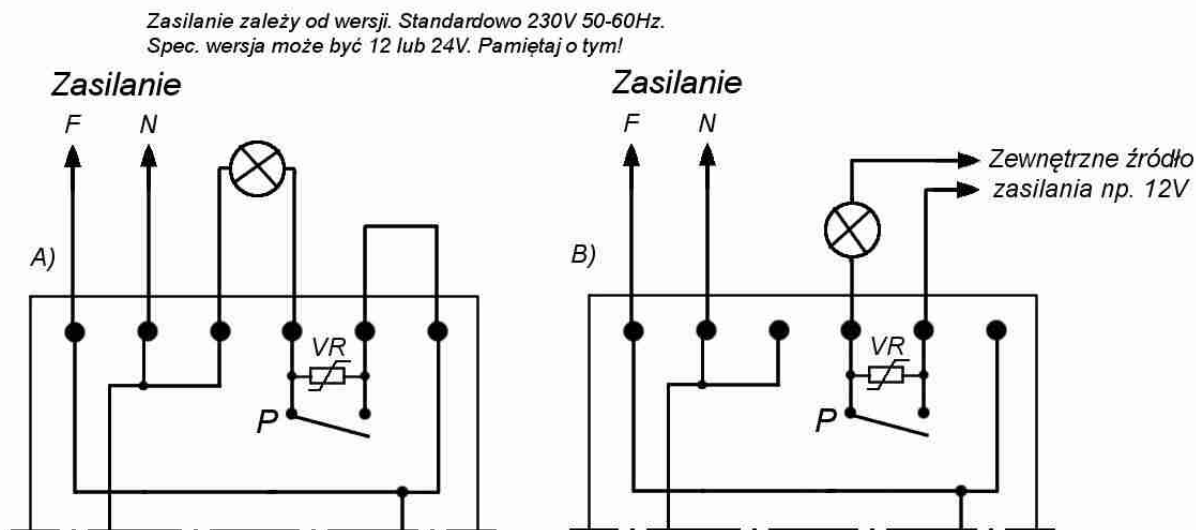 Zasilanie zależy od wersji. Standardowo 230V 50-60Hz.
Spec. wersja może być 12 lub 24V. Pamiętaj o tym!
Zasilanie
F N
A)
VR
P
Zasilanie
F N
Zewnętrzne źródło
zasilania np. 12V
B)
VR
P